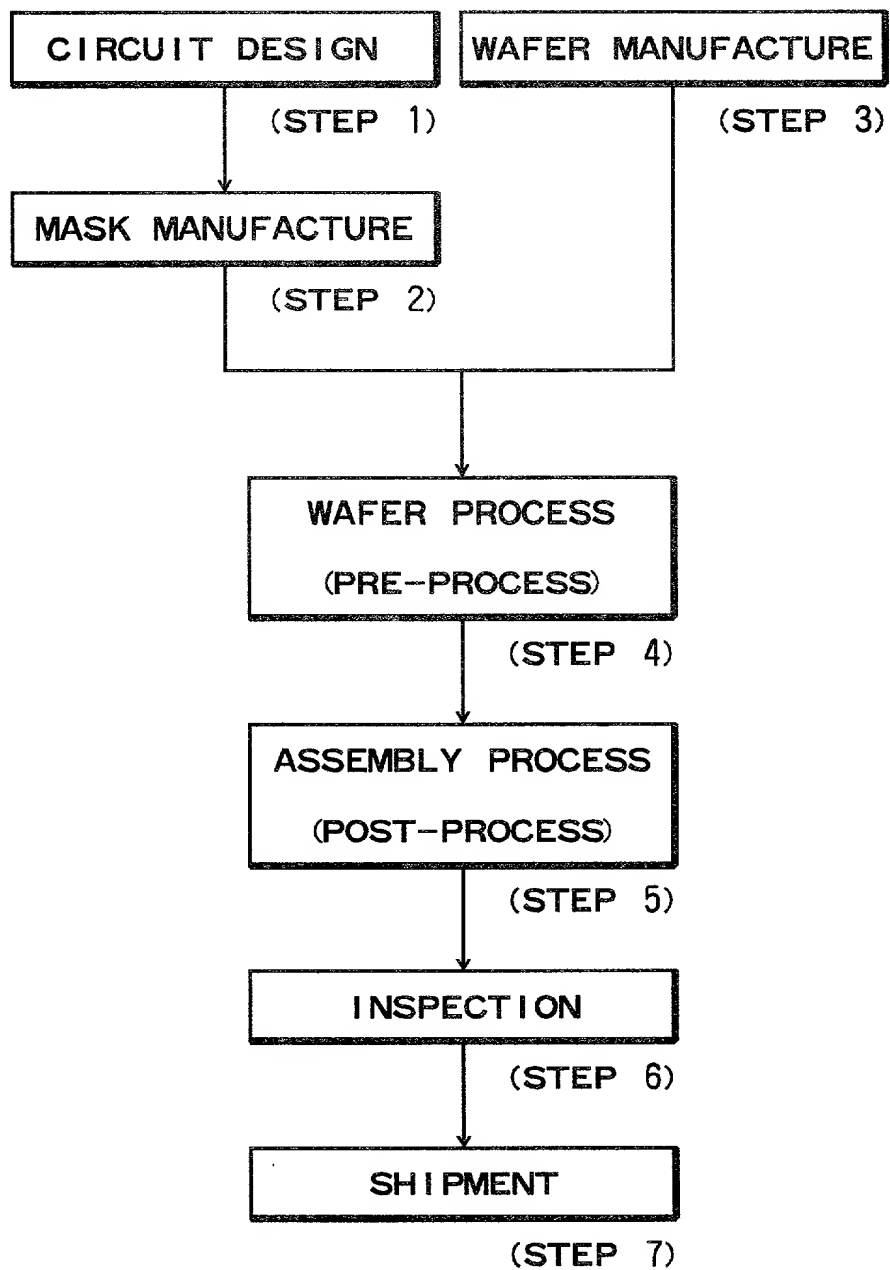 CIRCUIT DESIGN
(STEP 1)
WAFER MANUFACTURE
(STEP 3)
MASK MANUFACTURE
(STEP 2)
WAFER PROCESS
(PRE-PROCESS)
(STEP 4)
ASSEMBLY PROCESS
(POST-PROCESS)
(STEP 5)
INSPECTION
(STEP 6)
SHIPMENT
(STEP 7)